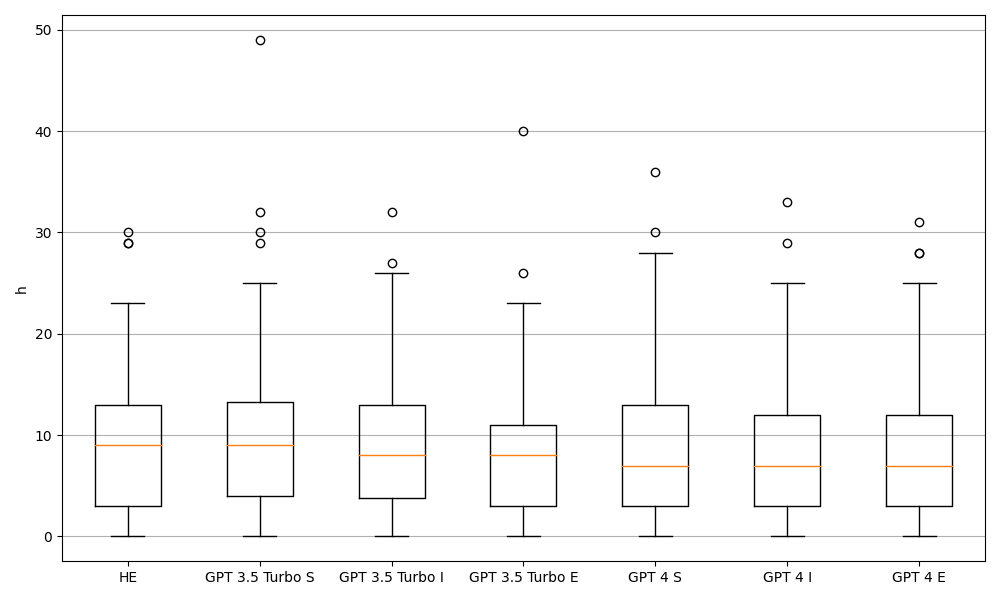 50
40
30
20
10
0
h
HE
GPT 3.5 Turbo S
GPT 3.5 Turbo I
GPT 3.5 Turbo E
GPT 4 S
GPT 4 I
GPT 4 E